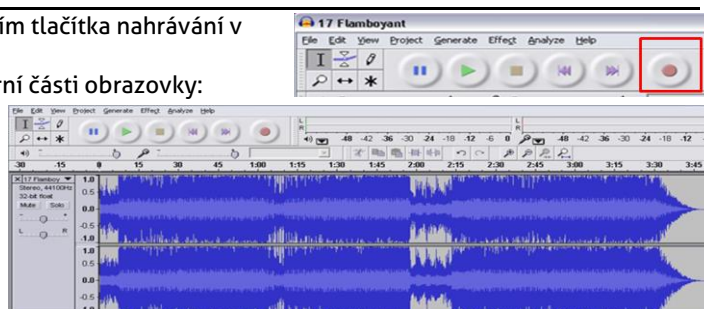 ím tlačítka nahrávání v
17 Flamboyant
File Edit View Project Generate Effect Analyze Help
rní části obrazovky:
File Edit View Project Generate Effect Analyze Help
L
R
L
R
-48 -42 -36 -30 -24 -18 -12 -6 0
-48 -42 -36 -30 -24 -18 -12
-30 -15 0 15 30 45 1:00 1:15 1:30 1:45 2:00 2:15 2:30 2:45 3:00 3:15 3:30 3:45
17 Flamboy
Stereo, 44100Hz
32-bit float
Mute Solo
- +
L R
1.0
0.5
0.0
-0.5
-1.0
1.0
0.5
0.0
-0.5
-1.0